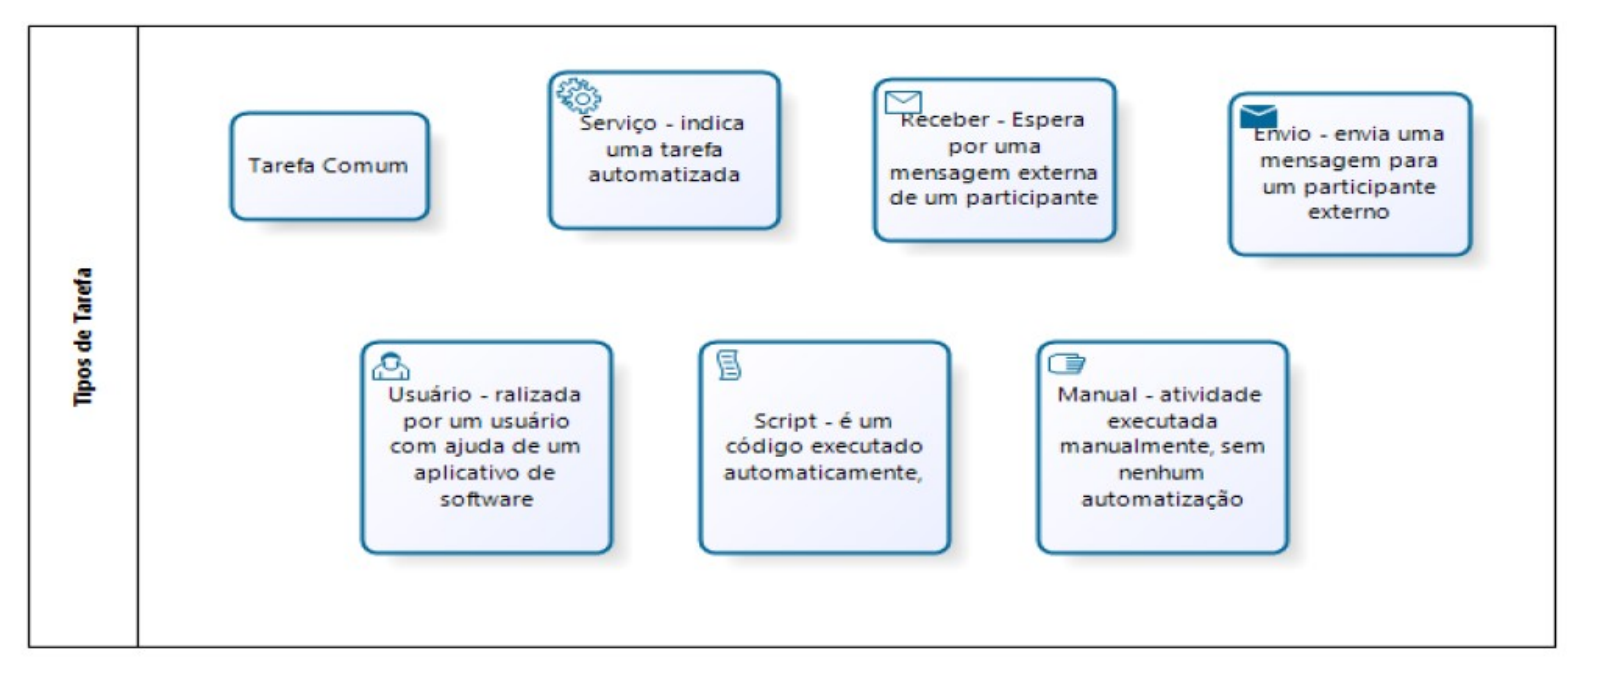 Tipos de Tarefa
Tarefa Comum
Serviço - indica
uma tarefa
automatizada
Receber - Espera
por uma
mensagem externa
de um participante
Envio - envia uma
mensagem para
um participante
externo
Usuário - ralizada
por um usuário
com ajuda de um
aplicativo de
software
Script - é um
código executado
automaticamente,
Manual - atividade
executada
manualmente, sem
nenhum
automatização